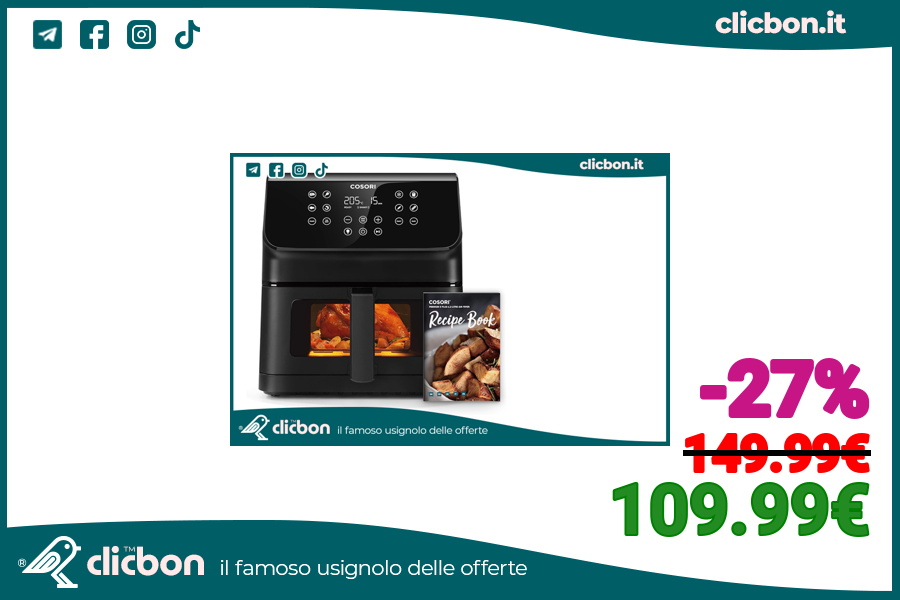 clicbon.it
clicbon.it
COSORI
205
15
COSORI
Recipe Book
clicbon il famoso usignolo delle offerte
-27%
149.99€
109.99€
® clicbon™ il famoso usignolo delle offerte